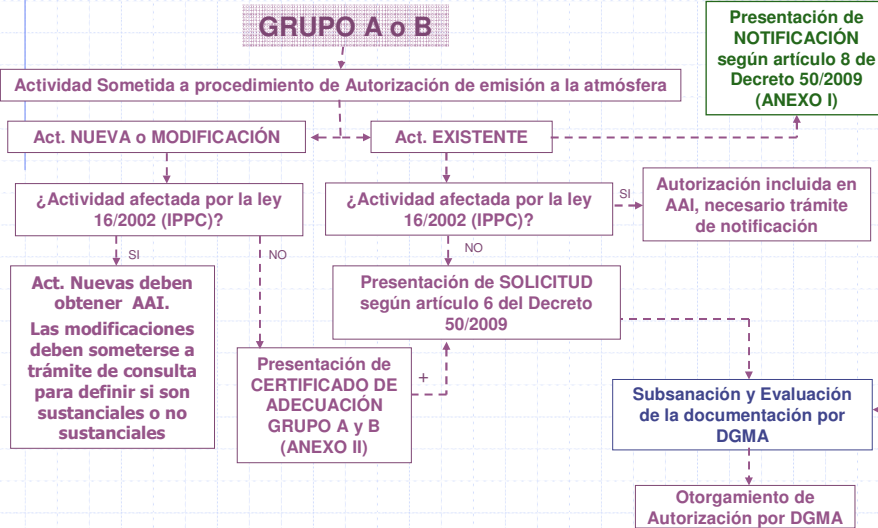 GRUPO A o B
Presentación de
NOTIFICACIÓN
según artículo 8 de
Decreto 50/2009
(ANEXO I)
Actividad Sometida a procedimiento de Autorización de emisión a la atmósfera
Act. NUEVA o MODIFICACIÓN
Act. EXISTENTE
¿Actividad afectada por la ley
16/2002 (IPPC)?
¿Actividad afectada por la ley
16/2002 (IPPC)?
SI
Autorización incluida en
AAI, necesario trámite
de notificación
SI
NO
NO
Act. Nuevas deben
obtener AAI.
Las modificaciones
deben someterse a
trámite de consulta
para definir si son
sustanciales o no
sustanciales
Presentación de SOLICITUD
según artículo 6 del Decreto
50/2009
Presentación de
CERTIFICADO DE
ADECUACIÓN
GRUPO A y B
(ANEXO II)
+
Subsanación y Evaluación
de la documentación por
DGMA
Otorgamiento de
Autorización por DGMA